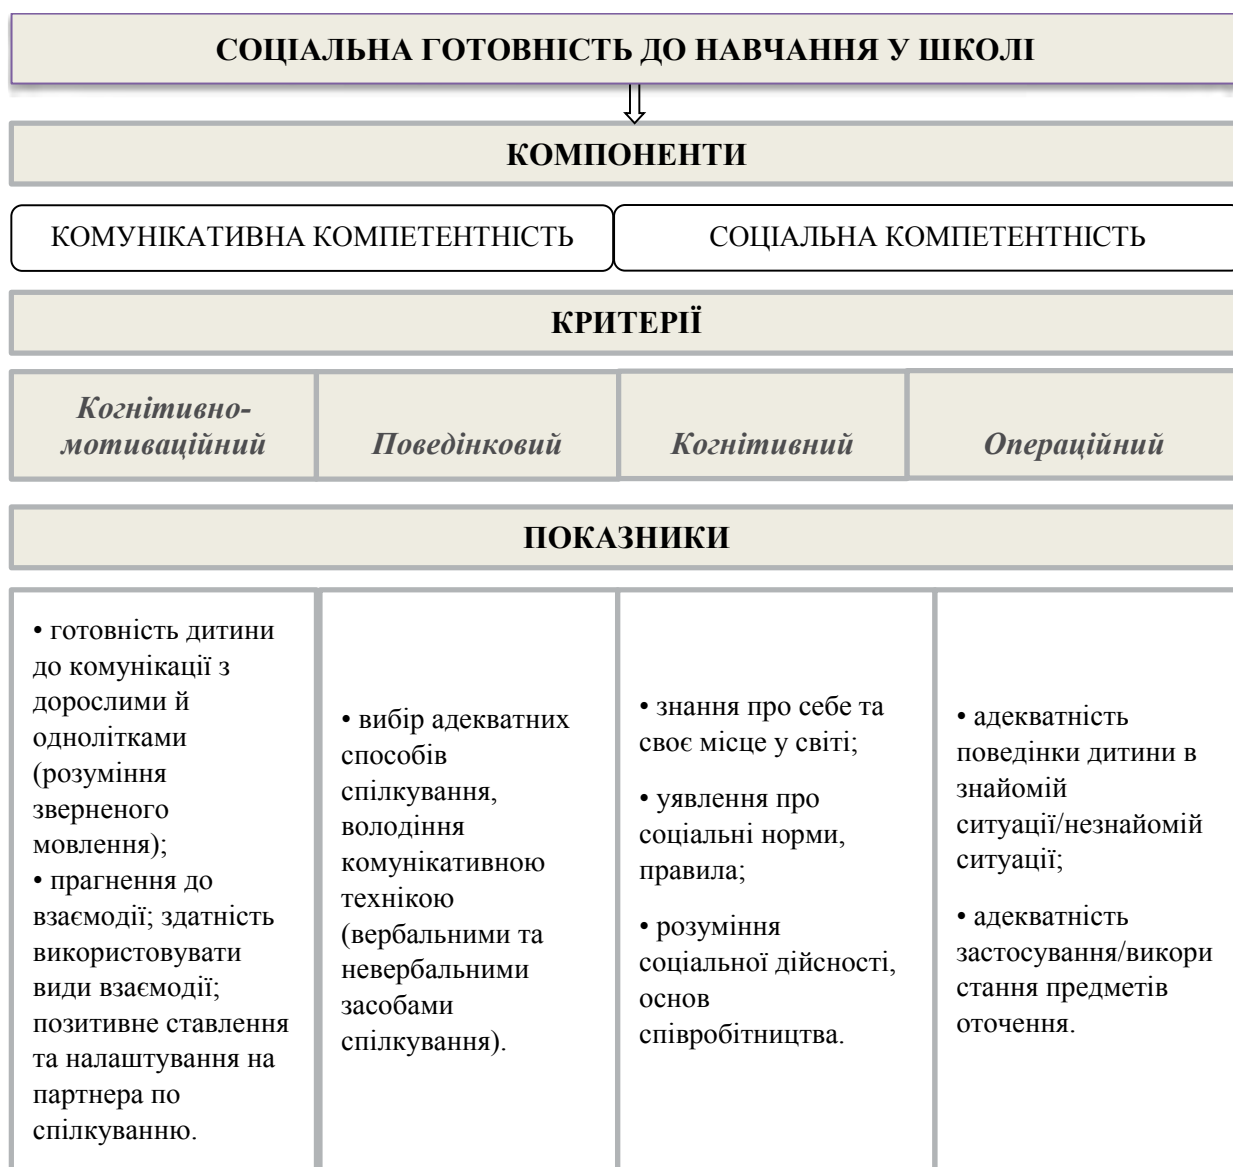 СОЦІАЛЬНА ГОТОВНІСТЬ ДО НАВЧАННЯ У ШКОЛІ
КОМПОНЕНТИ
КОМУНІКАТИВНА КОМПЕТЕНТНІСТЬ
СОЦІАЛЬНА КОМПЕТЕНТНІСТЬ
КРИТЕРІЇ
Когнітивно-
мотиваційний
Поведінковий
Когнітивний
Операційний
ПОКАЗНИКИ
• готовність дитини
до комунікації з
дорослими й
однолітками
(розуміння
зверненого
мовлення);
• прагнення до
взаємодії; здатність
використовувати
види взаємодії;
позитивне ставлення
та налаштування на
партнера по
спілкуванню.
• вибір адекватних
способів
спілкування,
володіння
комунікативною
технікою
(вербальними та
невербальними
засобами
спілкування).
• знання про себе та
своє місце у світі;
• уявлення про
соціальні норми,
правила;
• розуміння
соціальної дійсності,
основ
співробітництва.
• адекватність
поведінки дитини в
знайомій
ситуації/незнайомій
ситуації;
• адекватність
застосування/викори
стання предметів
оточення.